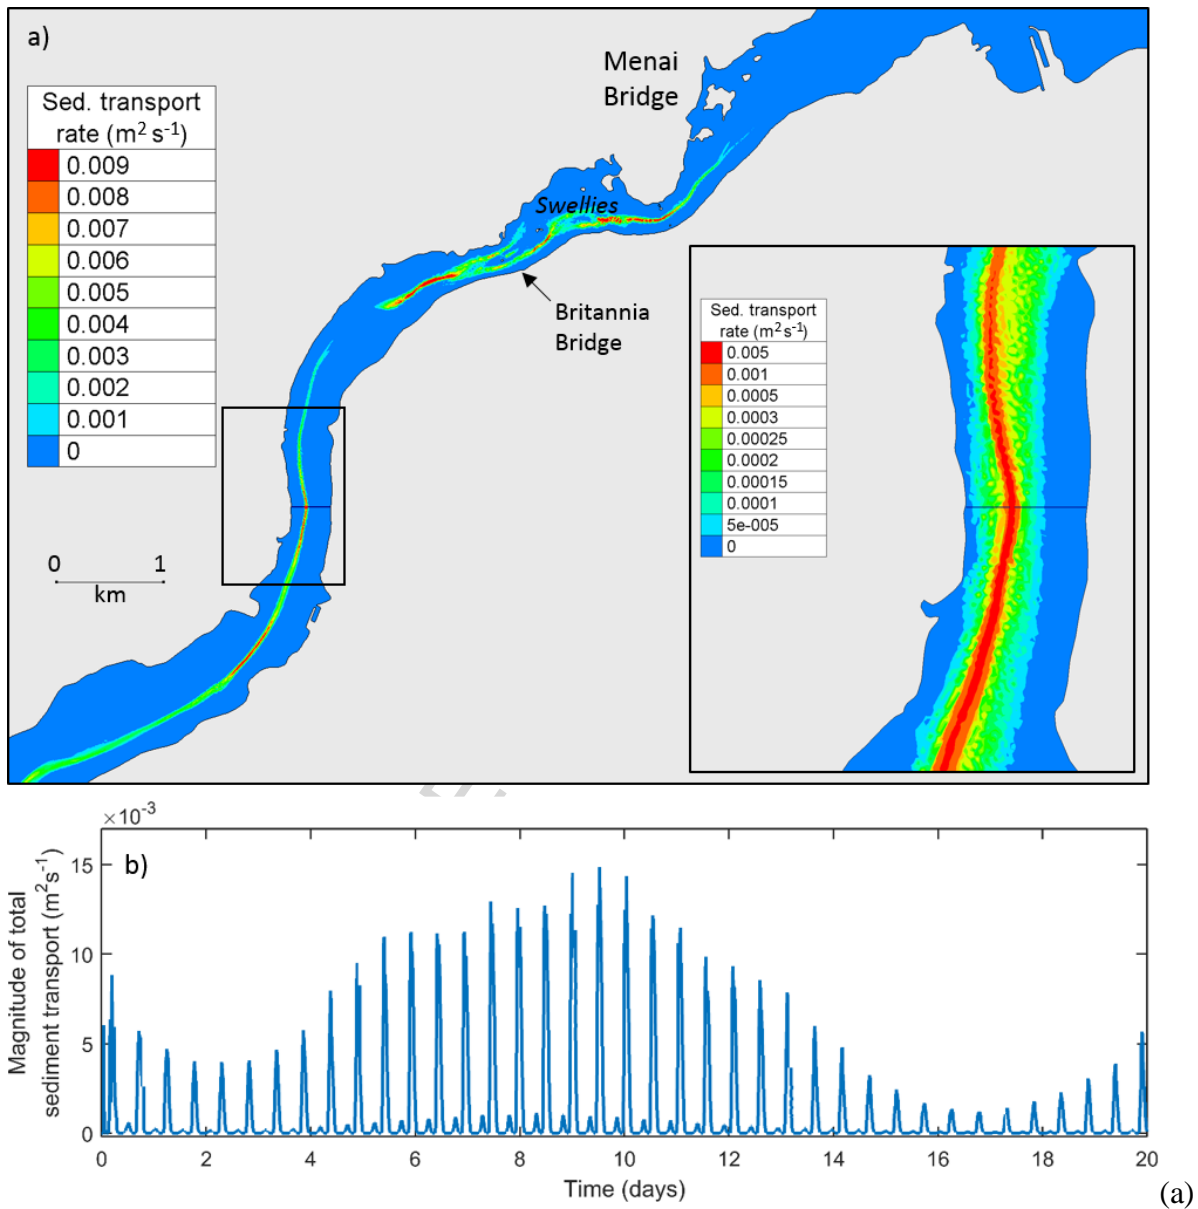 a)
Menai
Bridge
Sed. transport
rate (m² s⁻¹)
0.009
0.008
0.007
0.006
0.005
0.004
0.003
0.002
0.001
0
Swellies
Britannia
Bridge
0 1
km
Sed. transport
rate (m² s⁻¹)
0.005
0.001
0.0005
0.0003
0.00025
0.0002
0.00015
0.0001
5e-005
0
×10⁻³
b)
Magnitude of total
sediment transport (m²s⁻¹)
15
10
5
0
0 2 4 6 8 10 12 14 16 18 20
Time (days)
(a)